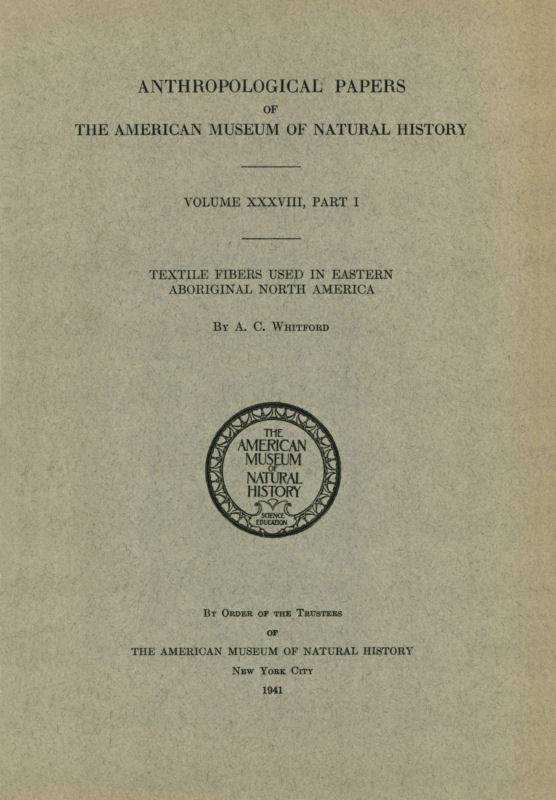 ANTHROPOLOGICAL PAPERS
OF
THE AMERICAN MUSEUM OF NATURAL HISTORY
VOLUME XXXVIII, PART I
TEXTILE FIBERS USED IN EASTERN
ABORIGINAL NORTH AMERICA
BY A. C. WHITFORD
THE
AMERICAN
MUSEUM
OF
NATURAL
HISTORY
SCIENCE
EDUCATION
BY ORDER OF THE TRUSTEES
OF
THE AMERICAN MUSEUM OF NATURAL HISTORY
NEW YORK CITY
1941